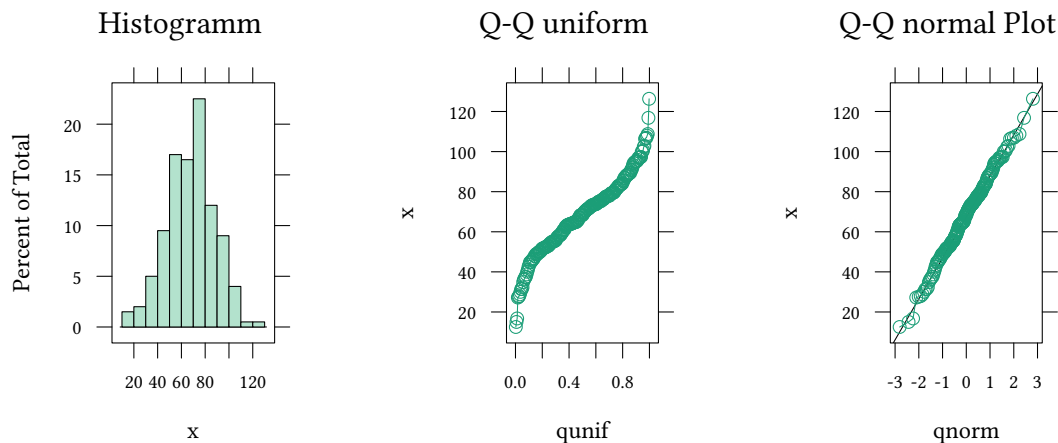 Histogramm
Q-Q uniform
Q-Q normal Plot
Percent of Total
20
15
10
5
0
20 40 60 80 120
x
x
120
100
80
60
40
20
0.0 0.4 0.8
qunif
x
120
100
80
60
40
20
-3 -2 -1 0 1 2 3
qnorm